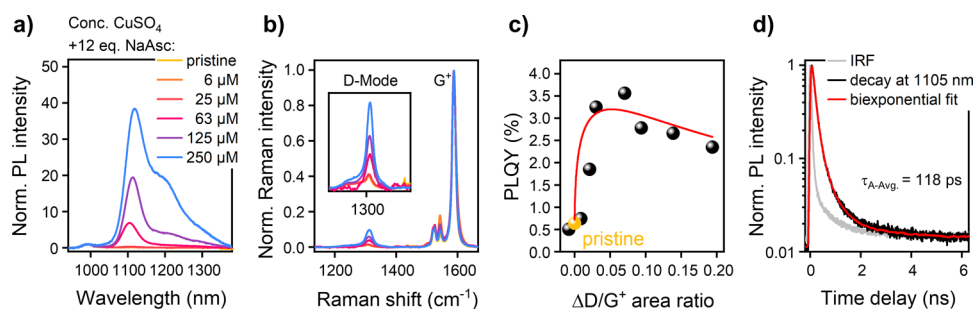 a)
Conc. CuSO4
+12 eq. NaAsc:
pristine
6 µM
25 µM
63 µM
125 µM
250 µM
Norm. PL intensity
50
40
30
20
10
0
1000
1100
1200
1300
Wavelength (nm)
b)
D-Mode
G+
1300
Norm. Raman intensity
1.0
0.8
0.6
0.4
0.2
0.0
1200
1400
1600
Raman shift (cm-1)
c)
PLQY (%)
4.0
3.5
3.0
2.5
2.0
1.5
1.0
0.5
0.0
pristine
0.00
0.05
0.10
0.15
0.20
ΔD/G+ area ratio
d)
IRF
decay at 1105 nm
biexponential fit
τA-Avg. = 118 ps
Norm. PL intensity
1
0.1
0.01
0
2
4
6
Time delay (ns)